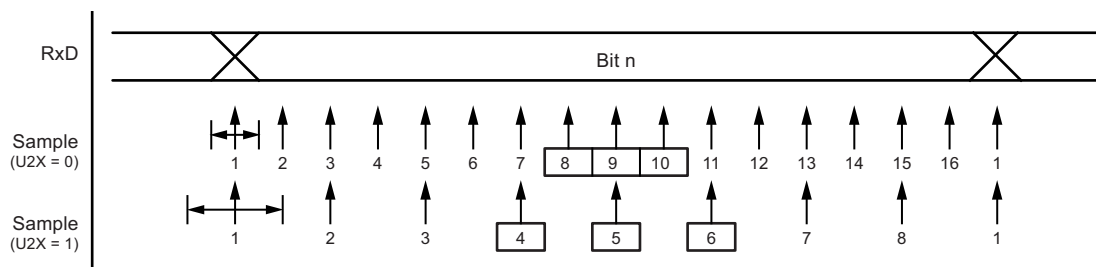 RxD
Bit n
Sample
(U2X = 0)
1 2 3 4 5 6 7 8 9 10 11 12 13 14 15 16 1
Sample
(U2X = 1)
1 2 3 4 5 6 7 8 1